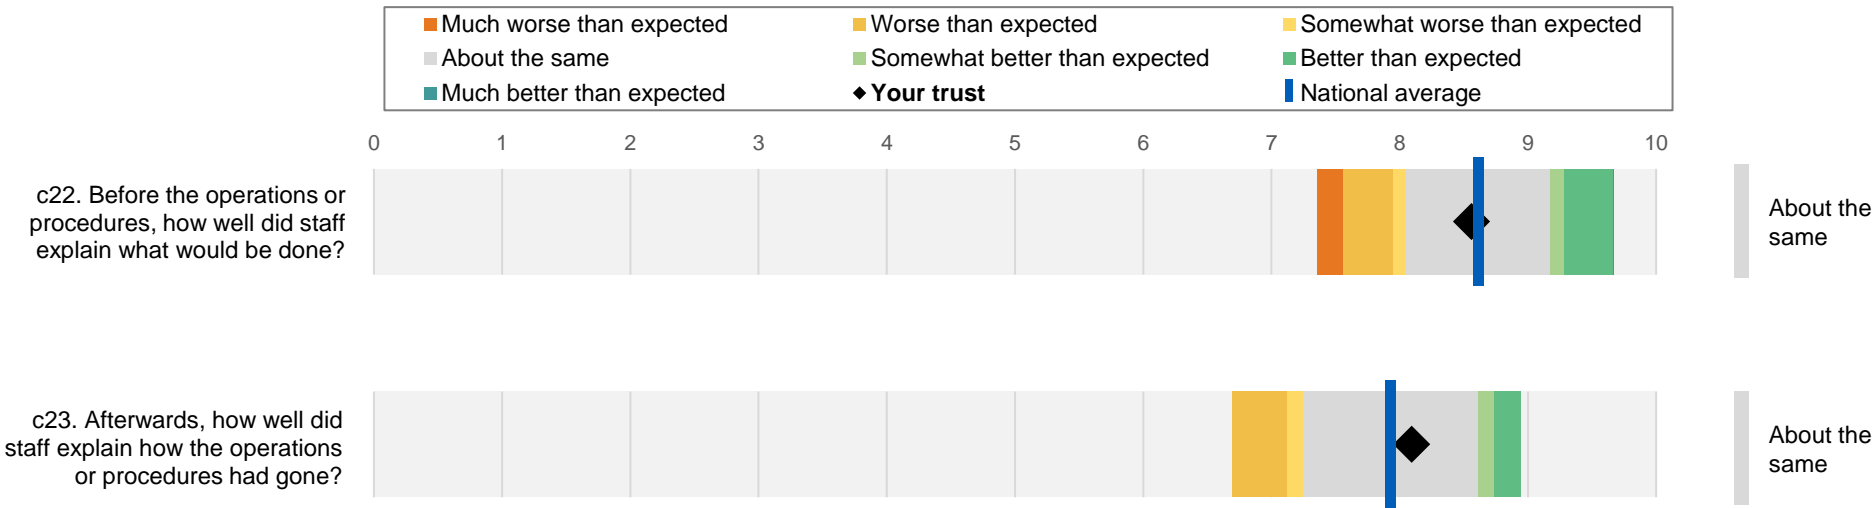 Much worse than expected
Worse than expected
Somewhat worse than expected
About the same
Somewhat better than expected
Better than expected
Much better than expected
Your trust
National average
0 1 2 3 4 5 6 7 8 9 10
c22. Before the operations or
procedures, how well did staff
explain what would be done?
About the
same
c23. Afterwards, how well did
staff explain how the operations
or procedures had gone?
About the
same